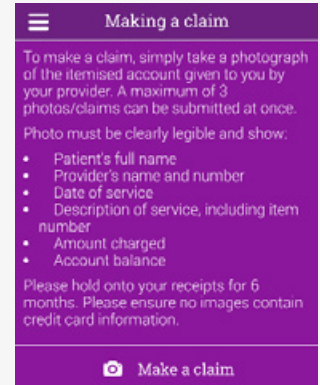 Making a claim
To make a claim, simply take a photograph
of the itemised account given to you by
your provider. A maximum of 3
photos/claims can be submitted at once.
Photo must be clearly legible and show:
• Patient's full name
• Provider's name and number
• Date of service
• Description of service, including item
number
• Amount charged
• Account balance
Please hold onto your receipts for 6
months. Please ensure no images contain
credit card information.
Make a claim